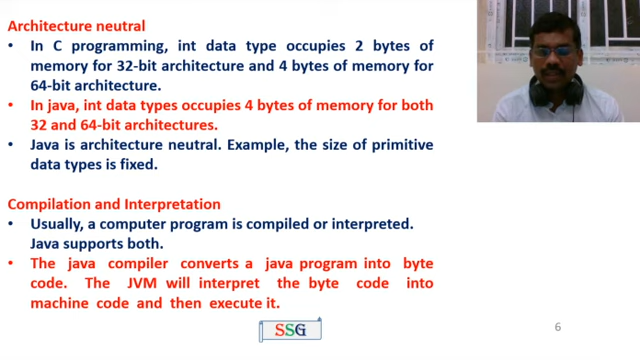 Architecture neutral
• In C programming, int data type occupies 2 bytes of
memory for 32-bit architecture and 4 bytes of memory for
64-bit architecture.
• In java, int data types occupies 4 bytes of memory for both
32 and 64-bit architectures.
• Java is architecture neutral. Example, the size of primitive
data types is fixed.
Compilation and Interpretation
• Usually, a computer program is compiled or interpreted.
Java supports both.
• The java compiler converts a java program into byte
code. The JVM will interpret the byte code into
machine code and then execute it.
SSG
6